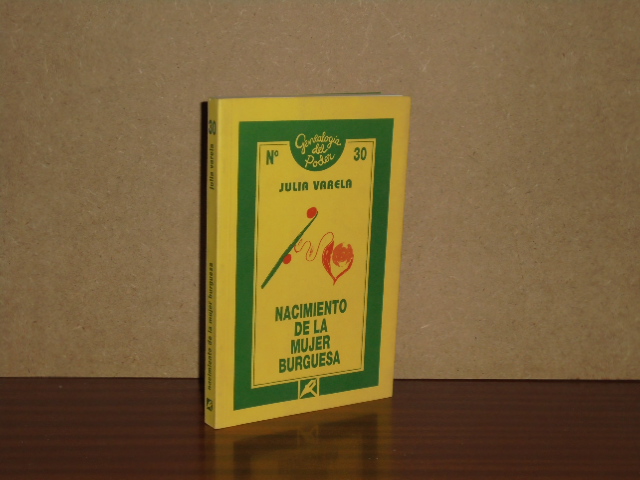 Genealogía
del
Poder
Nº 30
JULIA VARELA
NACIMIENTO
DE LA
MUJER
BURGUESA
30
julia varela
nacimiento de la mujer burguesa